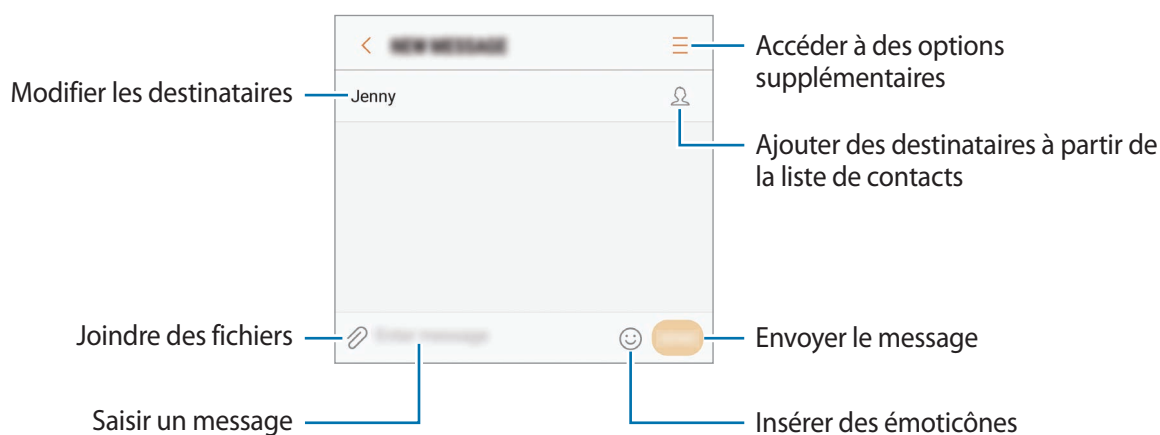 Accéder à des options
supplémentaires
Modifier les destinataires
Jenny
Ajouter des destinataires à partir de
la liste de contacts
Joindre des fichiers
Envoyer le message
Saisir un message
Insérer des émoticônes